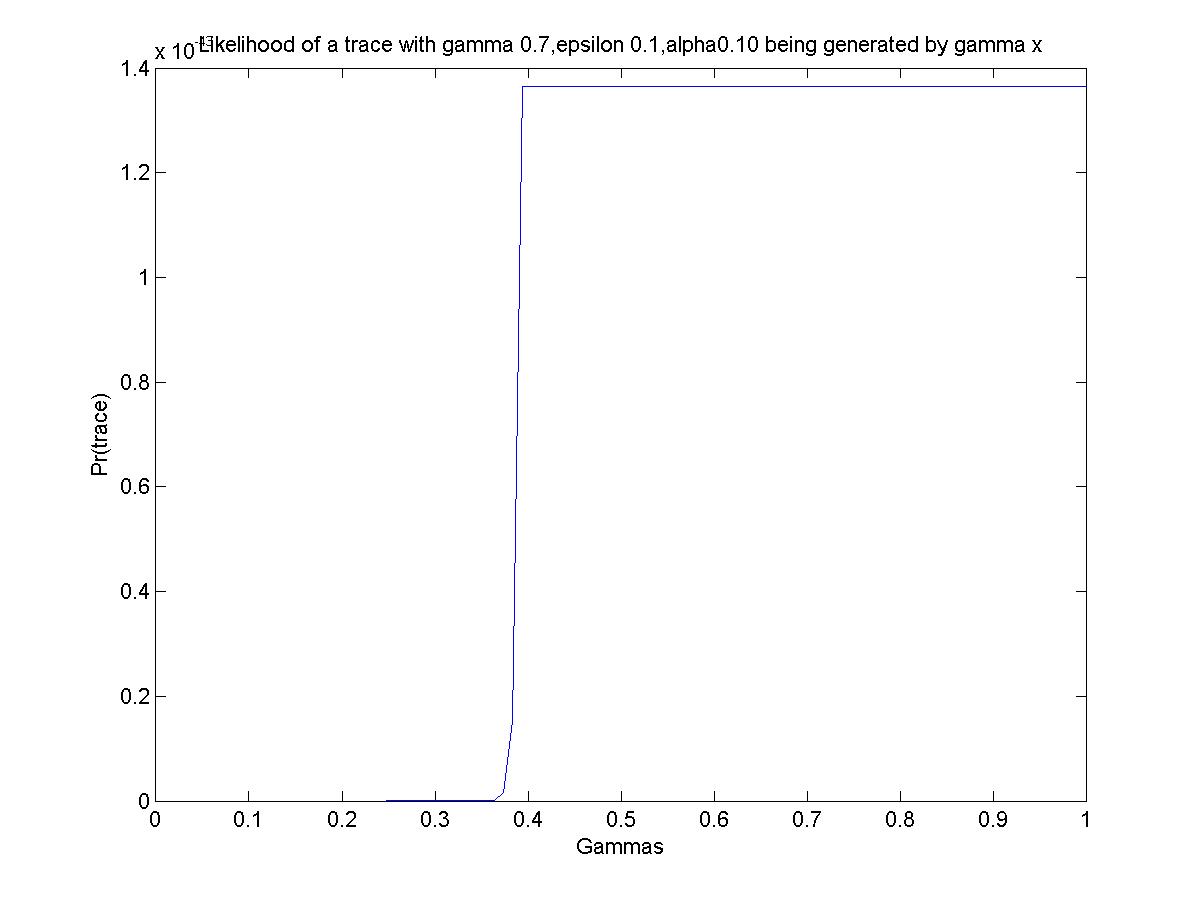 Likelihood of a trace with gamma 0.7,epsilon 0.1,alpha0.10 being generated by gamma x
x 10
1.4
1.2
1
0.8
0.6
0.4
0.2
0
Pr(trace)
0 0.1 0.2 0.3 0.4 0.5 0.6 0.7 0.8 0.9 1
Gammas